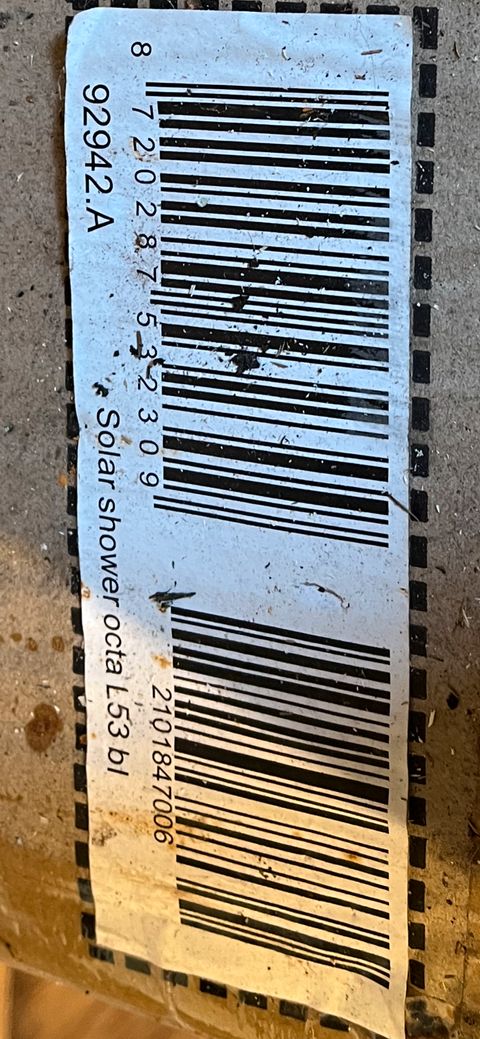 8 720287 532309
2101847006
92942.A
Solar shower octa L53 bl